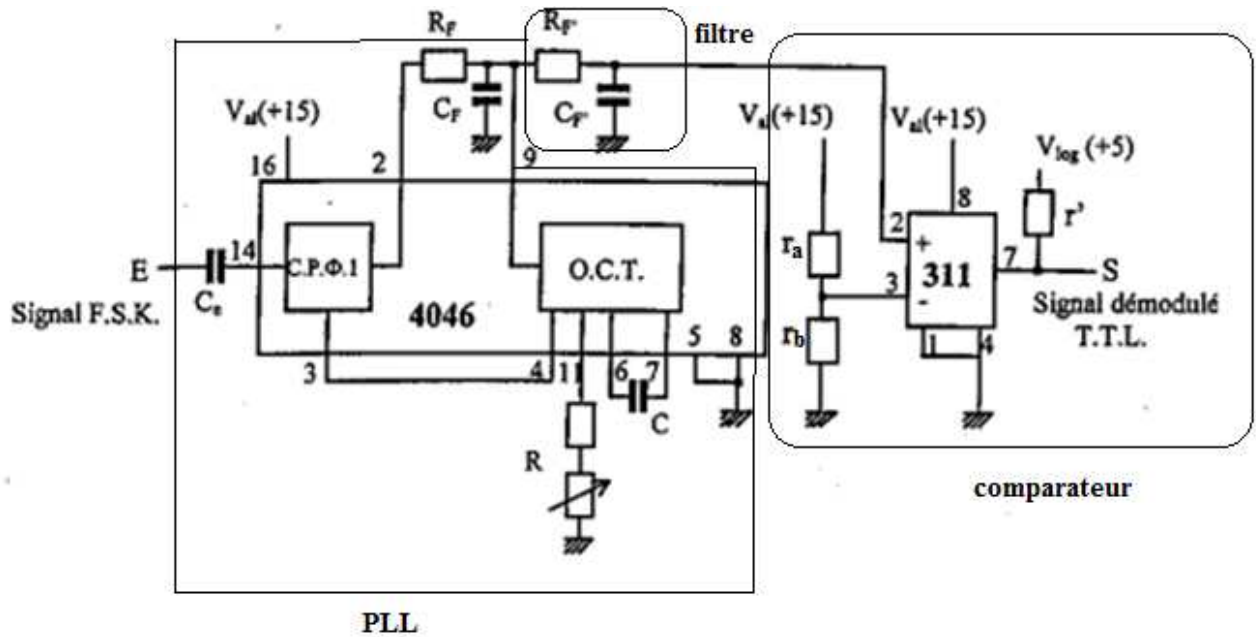 R_F
R_F'
filtre
C_F
C_F'
V_al(+15)
V_al(+15)
V_al(+15)
V_log (+5)
16
2
9
8
r'
14
E
C.P.Φ.1
O.C.T.
r_a
2
+
311
7
S
3
-
C_e
Signal F.S.K.
4046
Signal démodulé
T.T.L.
r_b
5
8
1
4
3
4
11
6
7
C
R
comparateur
PLL